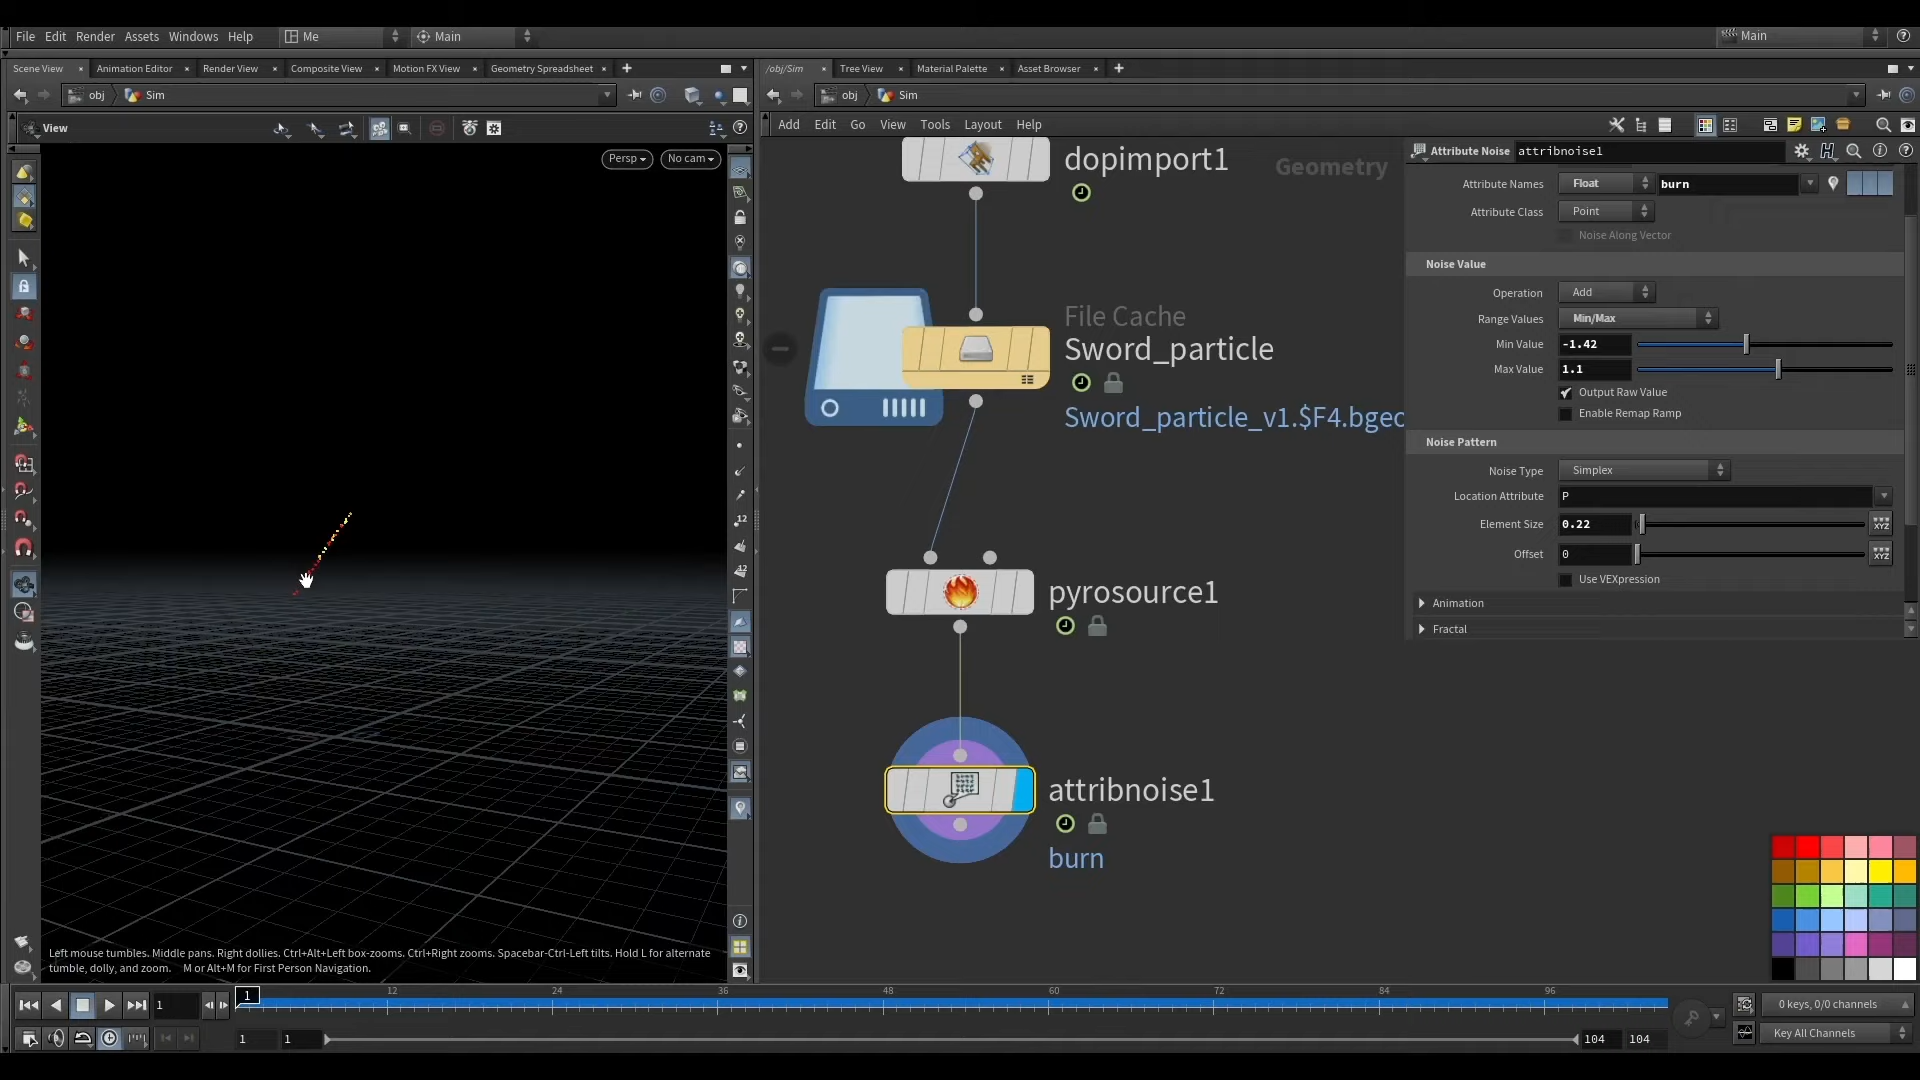 File Edit Render Assets Windows Help Me Main Main
Scene View Animation Editor Render View Composite View Motion FX View Geometry Spreadsheet
/obj/Sim Tree View Material Palette Asset Browser
obj Sim
obj Sim
View
Add Edit Go View Tools Layout Help
Persp No cam
Geometry
dopimport1
File Cache
Sword_particle
Sword_particle_v1.$F4.bgec
pyrosource1
attribnoise1
burn
Attribute Noise attribnoise1
Attribute Names Float burn
Attribute Class Point
Noise Along Vector
Noise Value
Operation Add
Range Values Min/Max
Min Value -1.42
Max Value 1.1
Output Raw Value
Enable Remap Ramp
Noise Pattern
Noise Type Simplex
Location Attribute P
Element Size 0.22
Offset 0
Use VEXpression
Animation
Fractal
12
12
Left mouse tumbles. Middle pans. Right dollies. Ctrl+Alt+Left box-zooms. Ctrl+Right zooms. Spacebar-Ctrl-Left tilts. Hold L for alternate
tumble, dolly, and zoom. M or Alt+M for First Person Navigation.
1 1 12 24 36 48 60 72 84 96
0 keys, 0/0 channels
1 1 104 104
Key All Channels